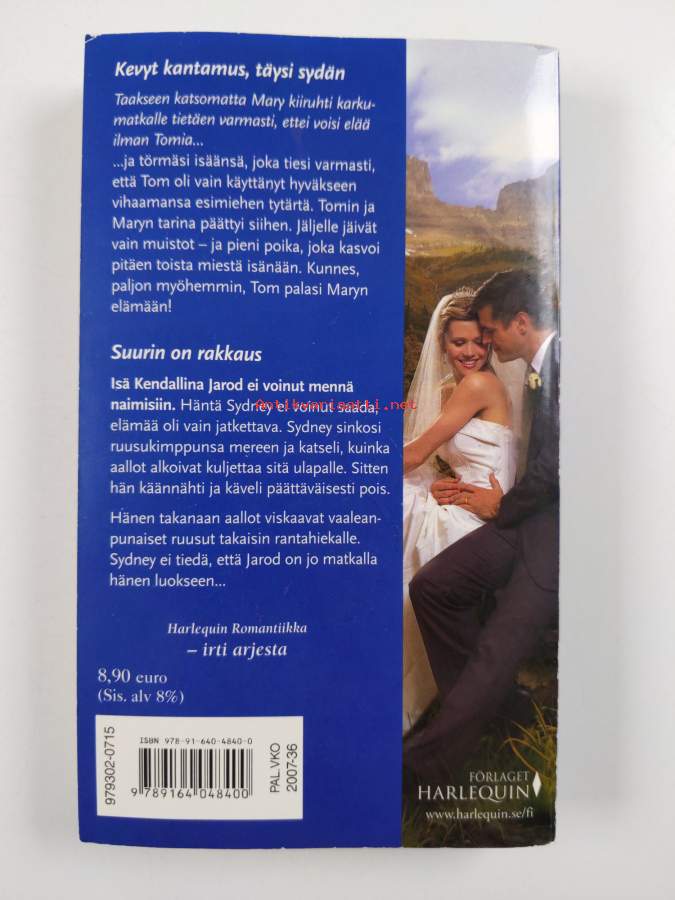 Kevyt kantamus, täysi sydän
Taakseen katsomatta Mary kiiruhti karku-
matkalle tietäen varmasti, ettei voisi elää
ilman Tomia...
...ja törmäsi isäänsä, joka tiesi varmasti,
että Tom oli vain käyttänyt hyväkseen
vihaamansa esimiehen tytärtä. Tomin ja
Maryn tarina päättyi siihen. Jäljelle jäivät
vain muistot – ja pieni poika, joka kasvoi
pitäen toista miestä isänään. Kunnes,
paljon myöhemmin, Tom palasi Maryn
elämään!
Suurin on rakkaus
Isä Kendallina Jarod ei voinut mennä
naimisiin. Häntä Sydney ei voinut saada,
elämää oli vain jatkettava. Sydney sinkosi
ruusukimppunsa mereen ja katseli, kuinka
aallot alkoivat kuljettaa sitä ulapalle. Sitten
hän käännähti ja käveli päättäväisesti pois.
Hänen takanaan aallot viskaavat vaalean-
punaiset ruusut takaisin rantahiekalle.
Sydney ei tiedä, että Jarod on jo matkalla
hänen luokseen...
Harlequin Romantiikka
– irti arjesta
8,90 euro
(Sis. alv 8%)
979302-0715
ISBN 978-91-640-4840-0
9 789164 048400
PAL.VKO
2007-36
FÖRLAGET
HARLEQUIN
www.harlequin.se/fi
Antikvariaatti.net